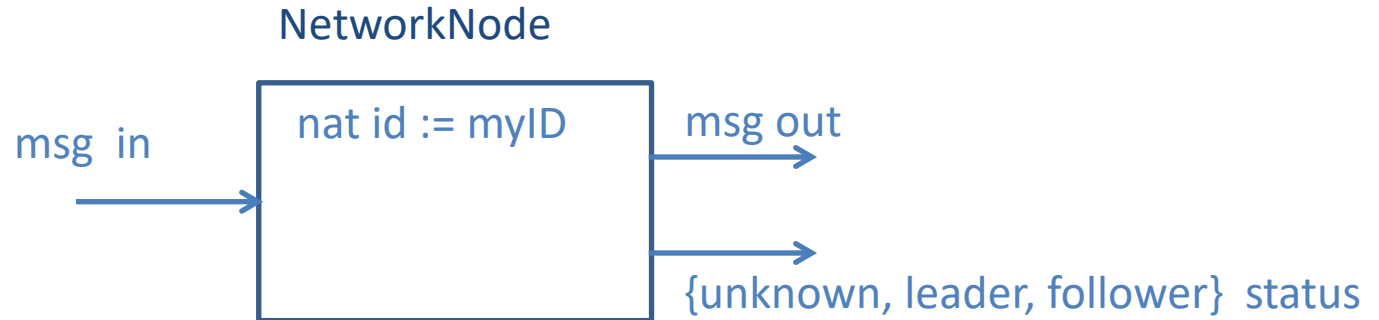 NetworkNode
msg in
nat id := myID
msg out
{unknown, leader, follower} status